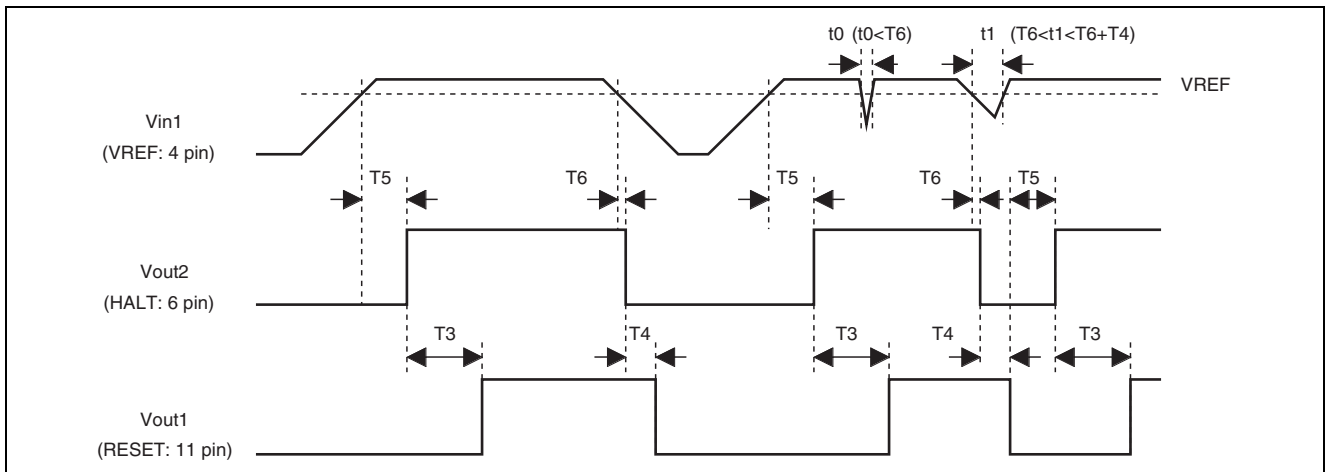 t0 (t0<T6) t1 (T6<t1<T6+T4)
VREF
Vin1
(VREF: 4 pin)
T5 T6 T5 T6 T5
Vout2
(HALT: 6 pin)
T3 T4 T3 T4 T3
Vout1
(RESET: 11 pin)